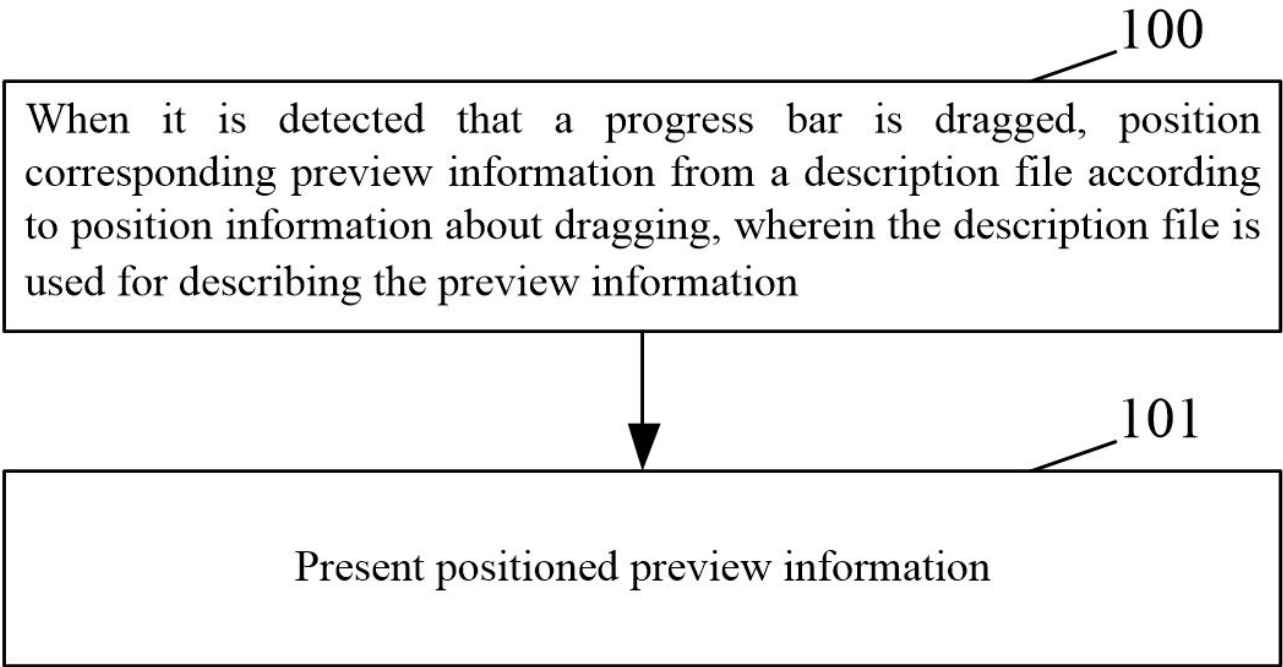 100
When it is detected that a progress bar is dragged, position
corresponding preview information from a description file according
to position information about dragging, wherein the description file is
used for describing the preview information
101
Present positioned preview information